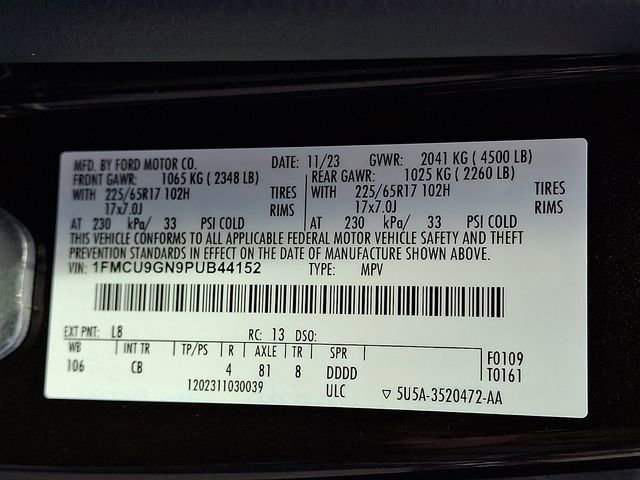 MFD. BY FORD MOTOR CO. DATE: 11/23 GVWR: 2041 KG ( 4500 LB)
FRONT GAWR: 1065 KG ( 2348 LB) REAR GAWR: 1025 KG ( 2260 LB)
WITH 225/65R17 102H TIRES WITH 225/65R17 102H TIRES
17x7.0J RIMS 17x7.0J RIMS
AT 230 kPa/ 33 PSI COLD AT 230 kPa/ 33 PSI COLD
THIS VEHICLE CONFORMS TO ALL APPLICABLE FEDERAL MOTOR VEHICLE SAFETY AND THEFT
PREVENTION STANDARDS IN EFFECT ON THE DATE OF MANUFACTURE SHOWN ABOVE.
VIN: 1FMCU9GN9PUB44152 TYPE: MPV
EXT PNT: L8 RC: 13 DSO:
WB INT TR TP/PS R AXLE TR SPR F0109
106 CB 4 81 8 DDDD T0161
1202311030039 ULC ▽ 5U5A-3520472-AA